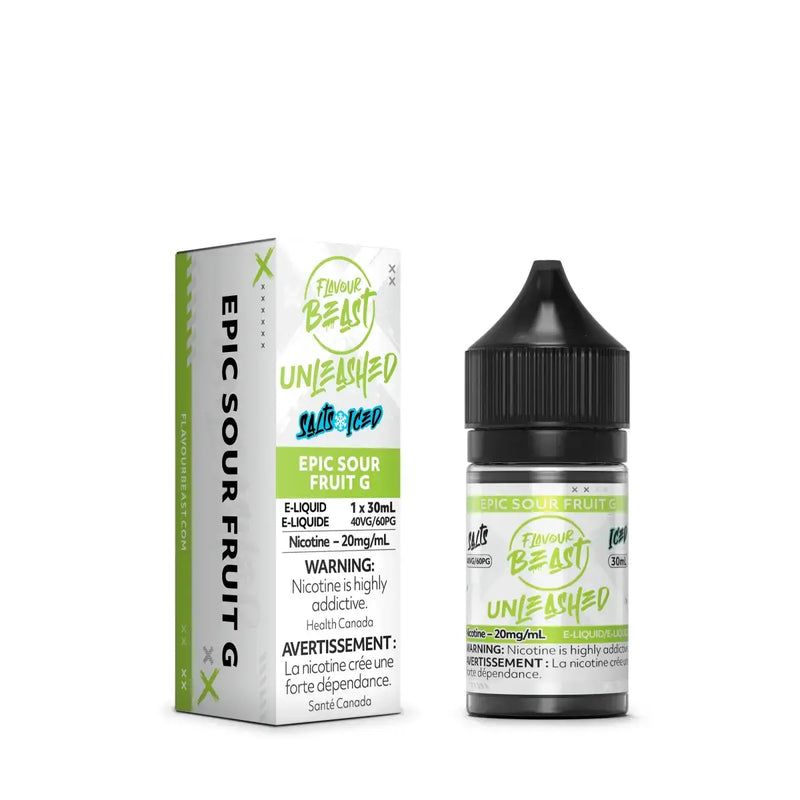 EPIC SOUR FRUIT G
FLAVOURBEAST.COM
FLAVOUR
BEAST
UNLEASHED
SALTS ICED
EPIC SOUR
FRUIT G
E-LIQUID
E-LIQUIDE
1 x 30mL
40VG/60PG
Nicotine – 20mg/mL
WARNING:
Nicotine is highly
addictive.
Health Canada
AVERTISSEMENT :
La nicotine crée une
forte dépendance.
Santé Canada
EPIC SOUR FRUIT G
SALTS
ICED
40VG/60PG
30mL
FLAVOUR
BEAST
UNLEASHED
Nicotine – 20mg/mL
E-LIQUID/E-LIQUI
WARNING: Nicotine is highly addictive
AVERTISSEMENT : La nicotine crée une
forte dépendance.